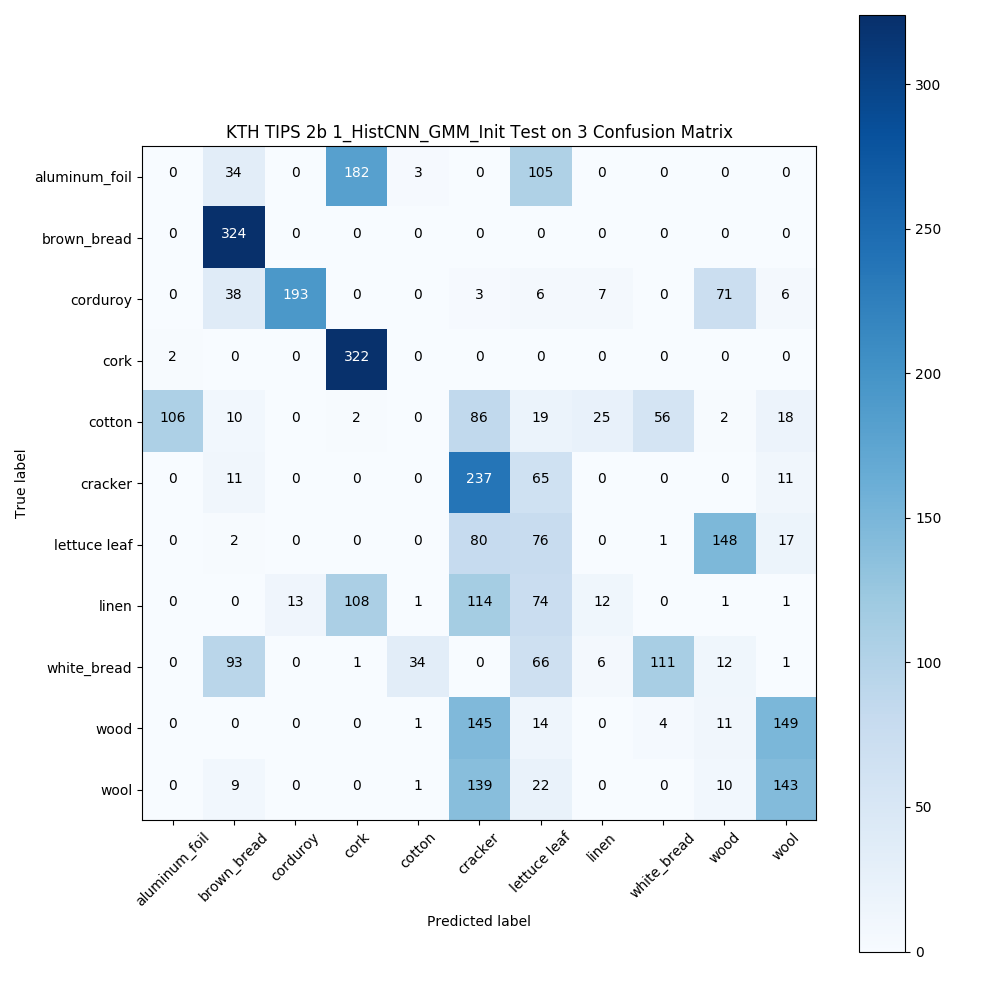 KTH TIPS 2b 1_HistCNN_GMM_Init Test on 3 Confusion Matrix
True label
aluminum_foil 0 34 0 182 3 0 105 0 0 0 0
brown_bread 0 324 0 0 0 0 0 0 0 0 0
corduroy 0 38 193 0 0 3 6 7 0 71 6
cork 2 0 0 322 0 0 0 0 0 0 0
cotton 106 10 0 2 0 86 19 25 56 2 18
cracker 0 11 0 0 0 237 65 0 0 0 11
lettuce leaf 0 2 0 0 0 80 76 0 1 148 17
linen 0 0 13 108 1 114 74 12 0 1 1
white_bread 0 93 0 1 34 0 66 6 111 12 1
wood 0 0 0 0 1 145 14 0 4 11 149
wool 0 9 0 0 1 139 22 0 0 10 143
aluminum_foil brown_bread corduroy cork cotton cracker lettuce leaf linen white_bread wood wool
Predicted label
300
250
200
150
100
50
0